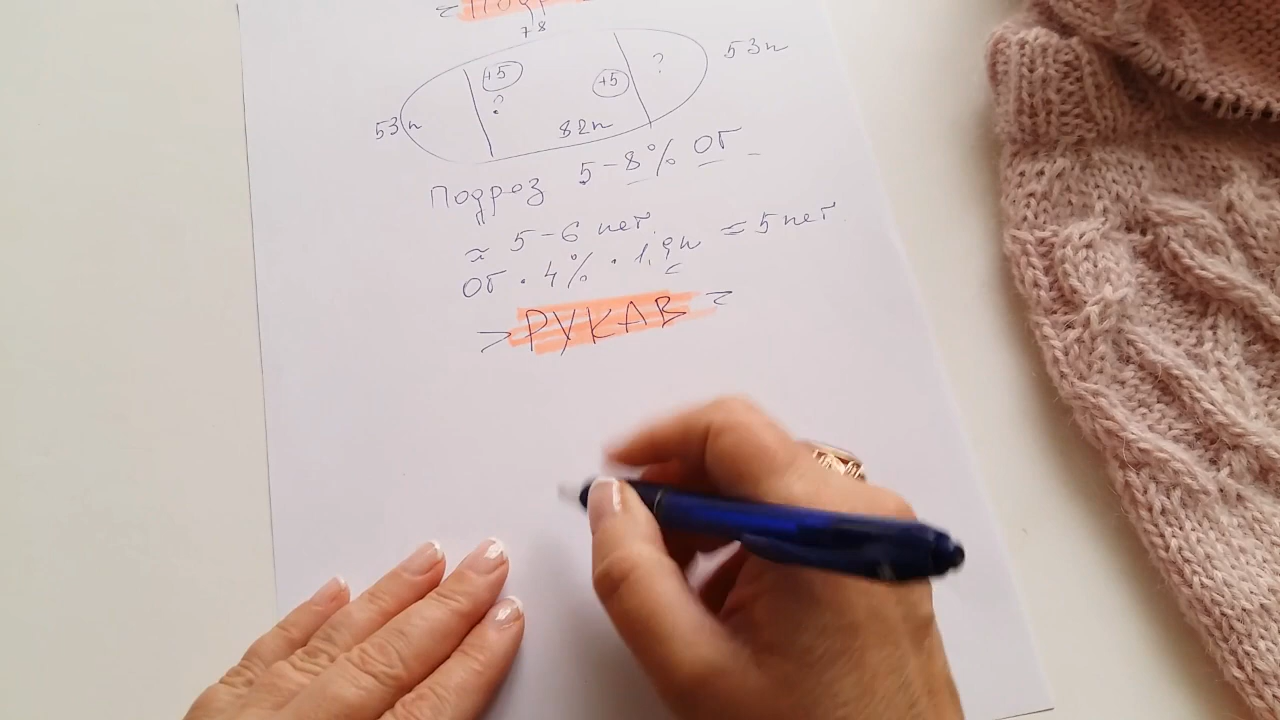 78
+5 +5 ? 53п
?
53п 82п
Подрез 5-8% ОГ
≈ 5-6 пет.
ОГ · 4% · 1,9п = 5 пет.
РУКАВ